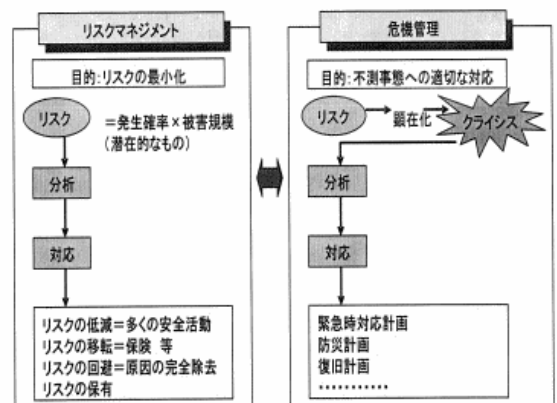 リスクマネジメント
目的:リスクの最小化
リスク
=発生確率×被害規模
(潜在的なもの)
分析
対応
リスクの低減=多くの安全活動
リスクの移転=保険 等
リスクの回避=原因の完全除去
リスクの保有
危機管理
目的:不測事態への適切な対応
リスク
顕在化
クライシス
分析
対応
緊急時対応計画
防災計画
復旧計画
・・・・・・・・・・・